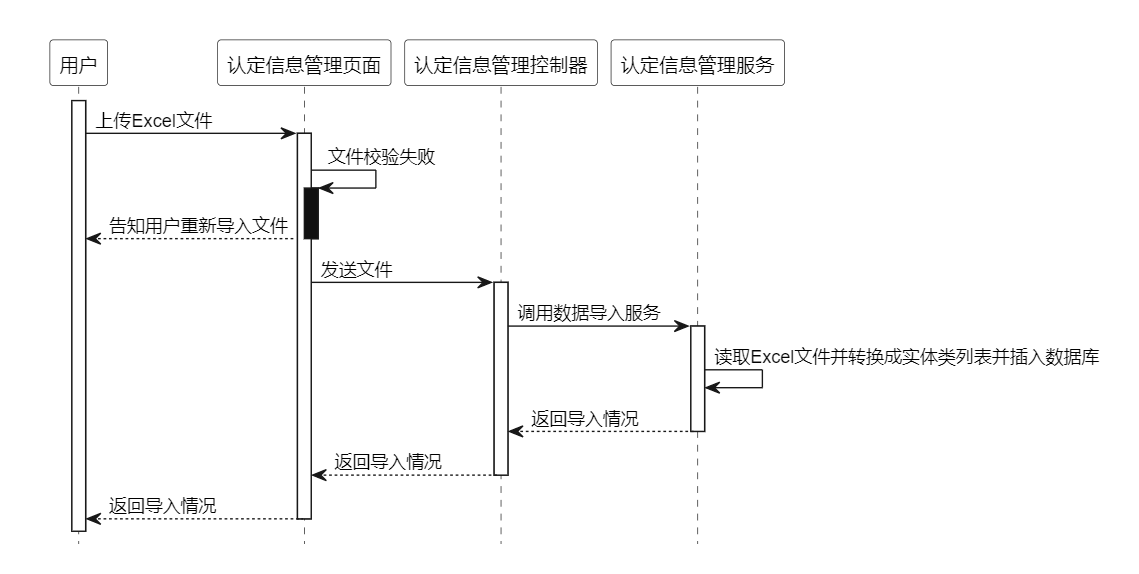 用户
认定信息管理页面
认定信息管理控制器
认定信息管理服务
上传Excel文件
文件校验失败
告知用户重新导入文件
发送文件
调用数据导入服务
读取Excel文件并转换成实体类列表并插入数据库
返回导入情况
返回导入情况
返回导入情况